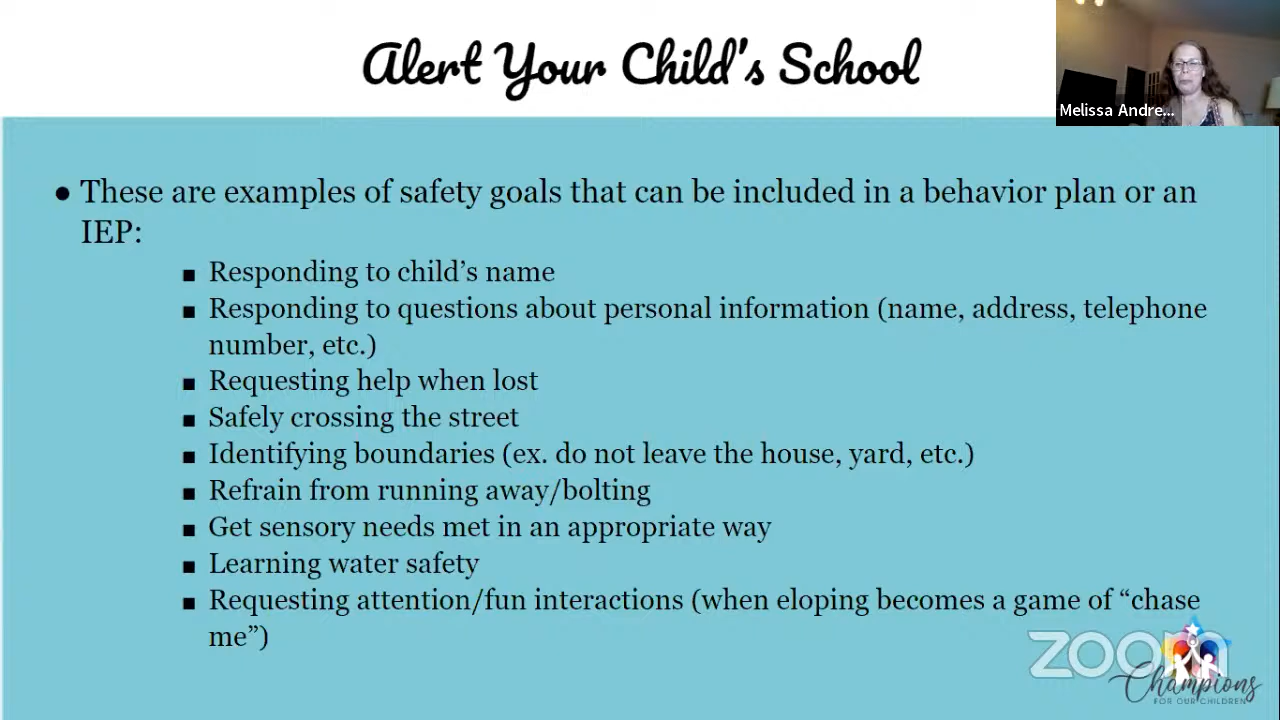 Alert Your Child's School
Melissa Andre...
● These are examples of safety goals that can be included in a behavior plan or an
IEP:
■ Responding to child’s name
■ Responding to questions about personal information (name, address, telephone
number, etc.)
■ Requesting help when lost
■ Safely crossing the street
■ Identifying boundaries (ex. do not leave the house, yard, etc.)
■ Refrain from running away/bolting
■ Get sensory needs met in an appropriate way
■ Learning water safety
■ Requesting attention/fun interactions (when eloping becomes a game of “chase
me”)
zoom
Champions
FOR OUR CHILDREN